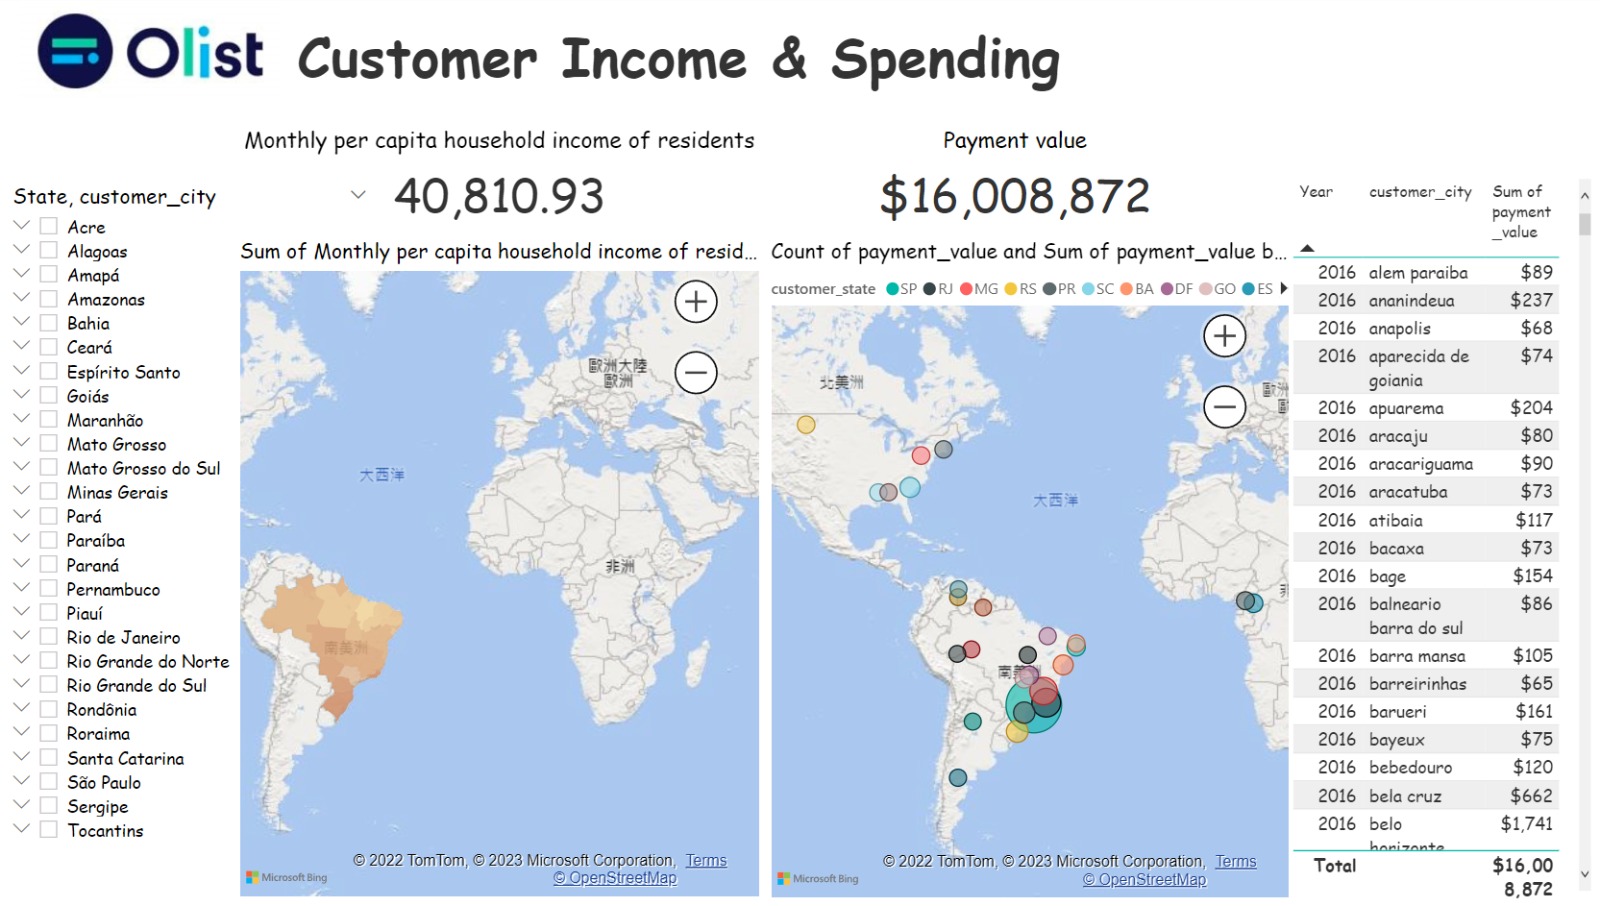 Olist
Customer Income & Spending
Monthly per capita household income of residents
40,810.93
Payment value
$16,008,872
State, customer_city
Acre
Alagoas
Amapá
Amazonas
Bahia
Ceará
Espírito Santo
Goiás
Maranhão
Mato Grosso
Mato Grosso do Sul
Minas Gerais
Pará
Paraíba
Paraná
Pernambuco
Piauí
Rio de Janeiro
Rio Grande do Norte
Rio Grande do Sul
Rondônia
Roraima
Santa Catarina
São Paulo
Sergipe
Tocantins
Sum of Monthly per capita household income of resid...
歐洲大陸
歐洲
大西洋
非洲
南美洲
© 2022 TomTom, © 2023 Microsoft Corporation, Terms
© OpenStreetMap
Microsoft Bing
Count of payment_value and Sum of payment_value b...
customer_state SP RJ MG RS PR SC BA DF GO ES
北美洲
大西洋
© 2022 TomTom, © 2023 Microsoft Corporation, Terms
© OpenStreetMap
Microsoft Bing
Year customer_city Sum of
payment
_value
2016 alem paraiba $89
2016 ananindeua $237
2016 anapolis $68
2016 aparecida de $74
goiania
2016 apuarema $204
2016 aracaju $80
2016 aracariguama $90
2016 aracatuba $73
2016 atibaia $117
2016 bacaxa $73
2016 bage $154
2016 balneario $86
barra do sul
2016 barra mansa $105
2016 barreirinhas $65
2016 barueri $161
2016 bayeux $75
2016 bebedouro $120
2016 bela cruz $662
2016 belo $1,741
horizonte
Total $16,00
8,872